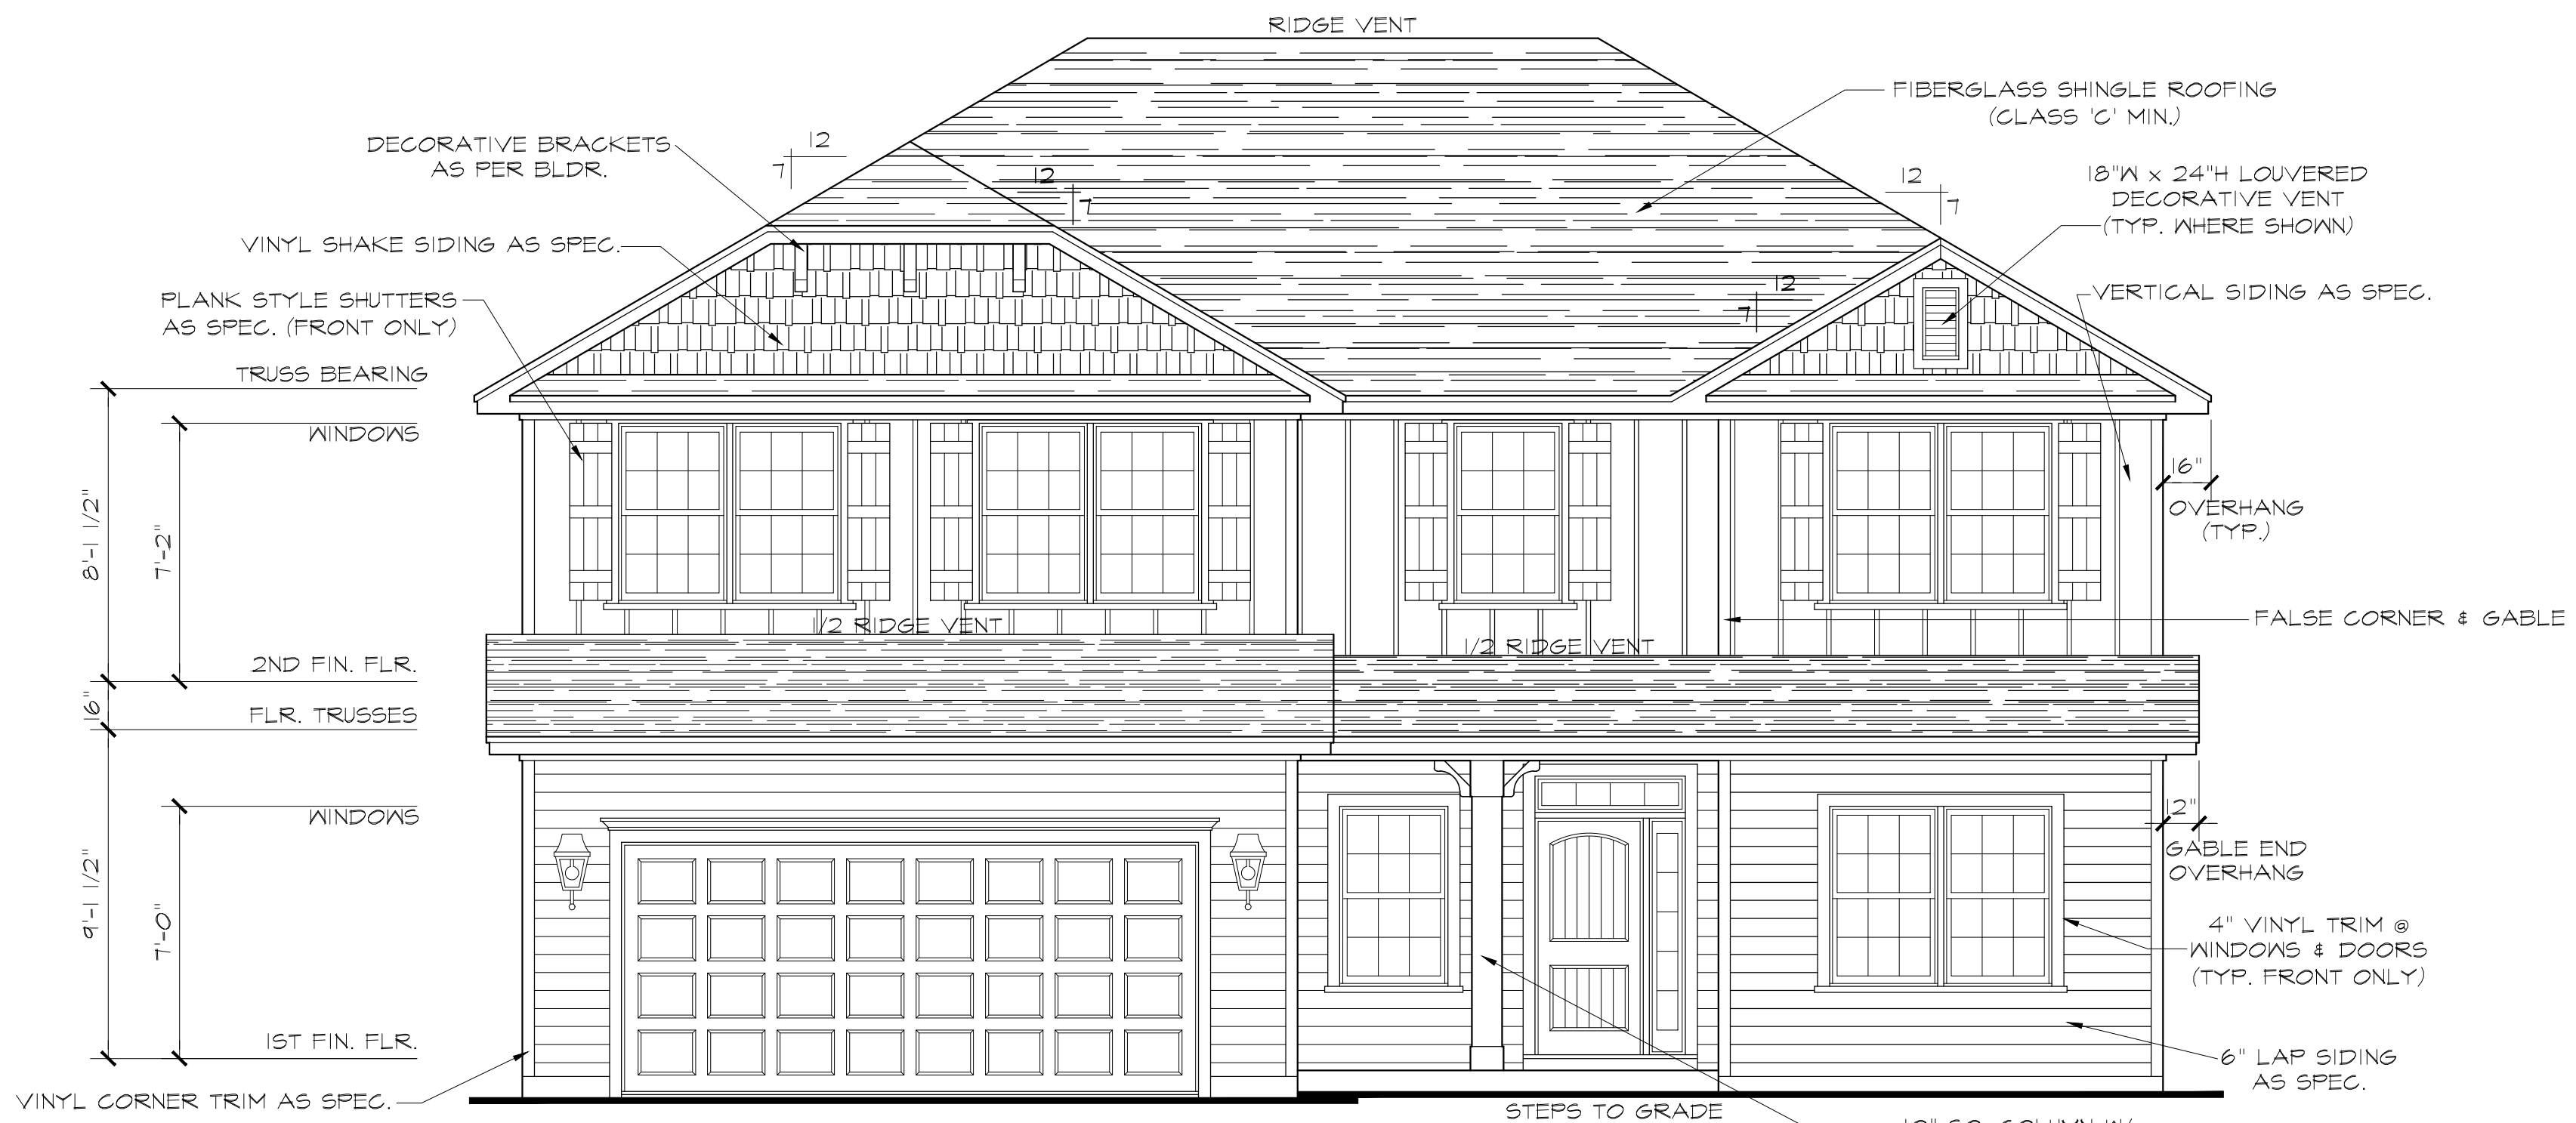 RIDGE VENT
FIBERGLASS SHINGLE ROOFING
(CLASS 'C' MIN.)
DECORATIVE BRACKETS
AS PER BLDR.
12
7
12
7
12
7
18"W x 24"H LOUVERED
DECORATIVE VENT
(TYP. WHERE SHOWN)
VINYL SHAKE SIDING AS SPEC.
12
7
PLANK STYLE SHUTTERS
AS SPEC. (FRONT ONLY)
VERTICAL SIDING AS SPEC.
TRUSS BEARING
WINDOWS
8'-1 1/2"
7'-2"
16"
OVERHANG
(TYP.)
1/2 RIDGE VENT
1/2 RIDGE VENT
FALSE CORNER & GABLE
2ND FIN. FLR.
16"
FLR. TRUSSES
WINDOWS
12"
GABLE END
OVERHANG
9'-1 1/2"
7'-0"
4" VINYL TRIM @
WINDOWS & DOORS
(TYP. FRONT ONLY)
1ST FIN. FLR.
6" LAP SIDING
AS SPEC.
VINYL CORNER TRIM AS SPEC.
STEPS TO GRADE